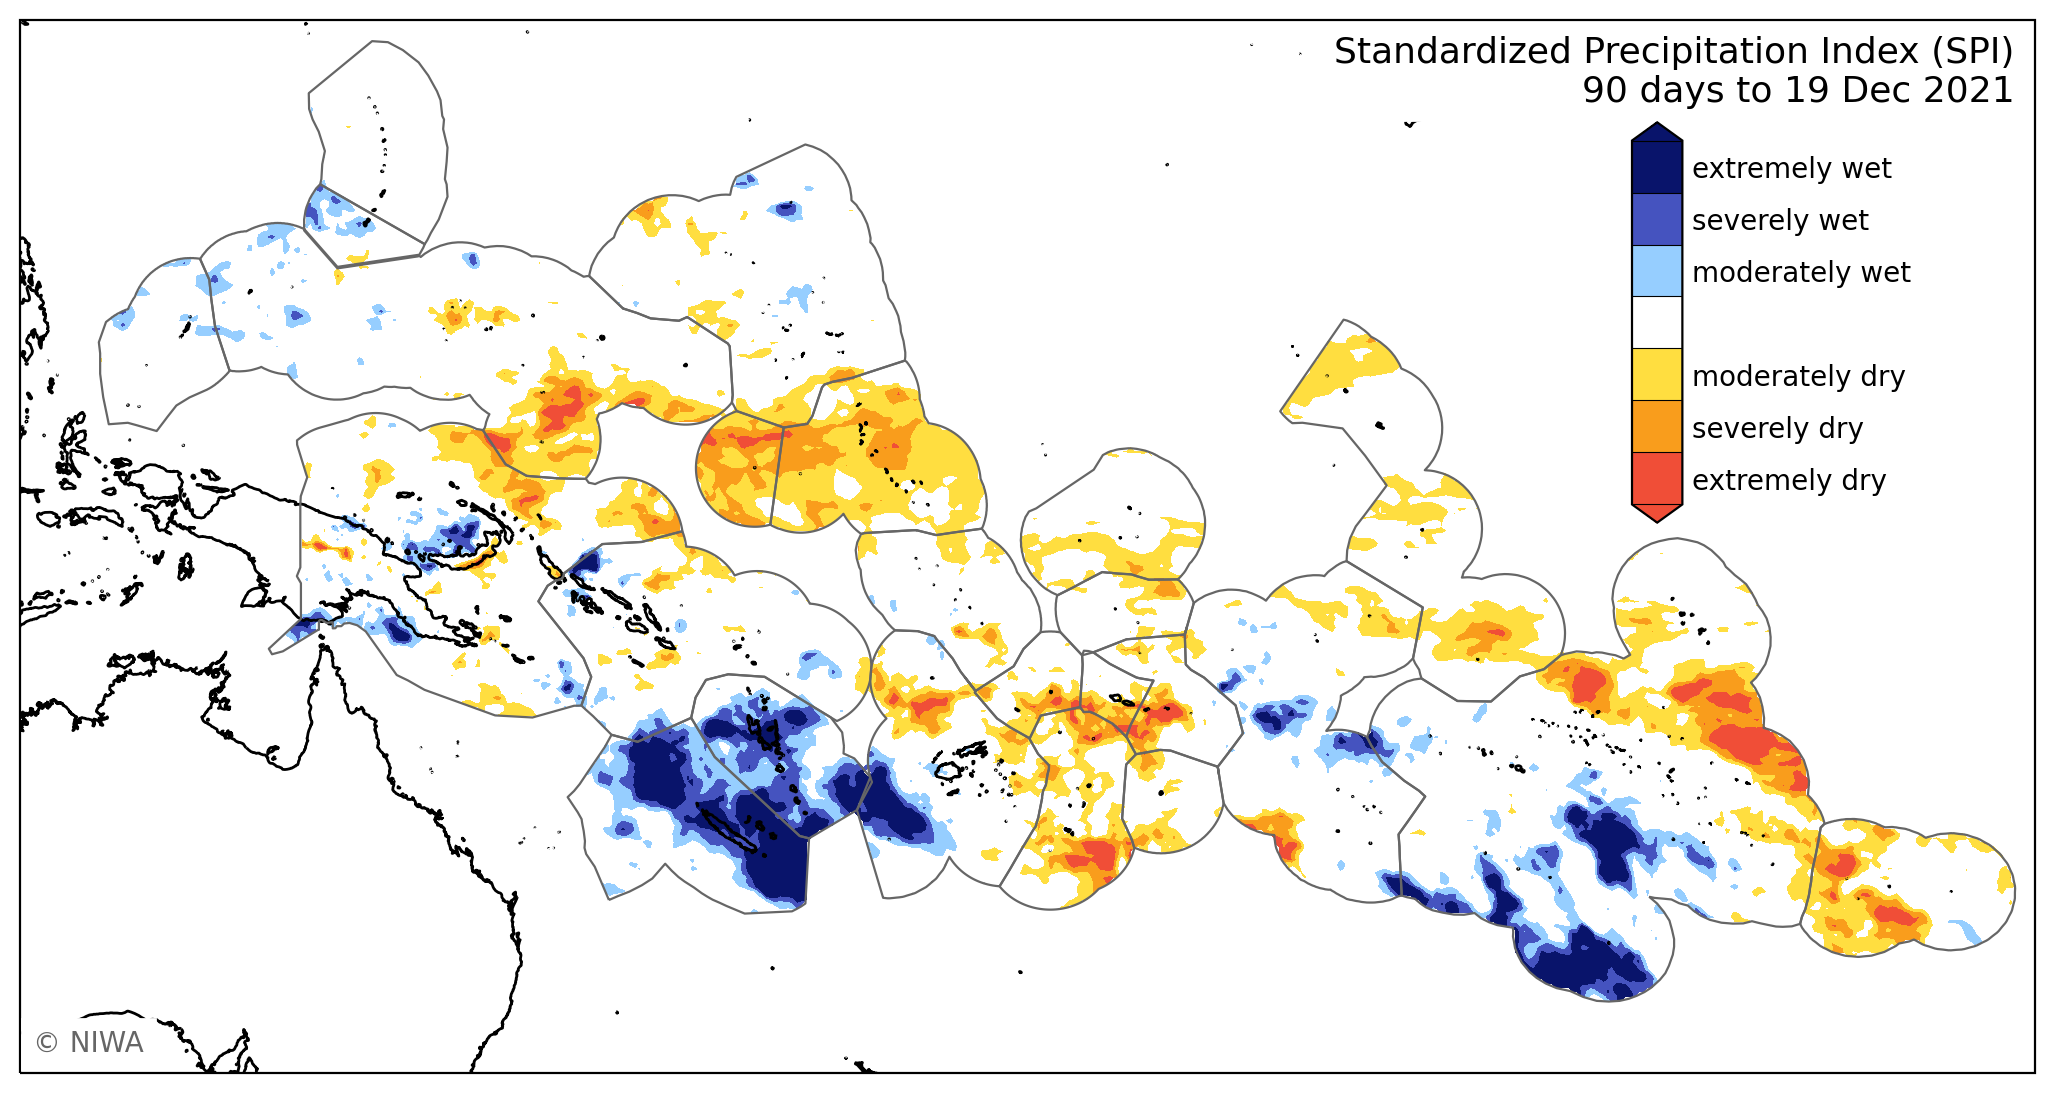 Standardized Precipitation Index (SPI)
90 days to 19 Dec 2021
extremely wet
severely wet
moderately wet
moderately dry
severely dry
extremely dry
© NIWA